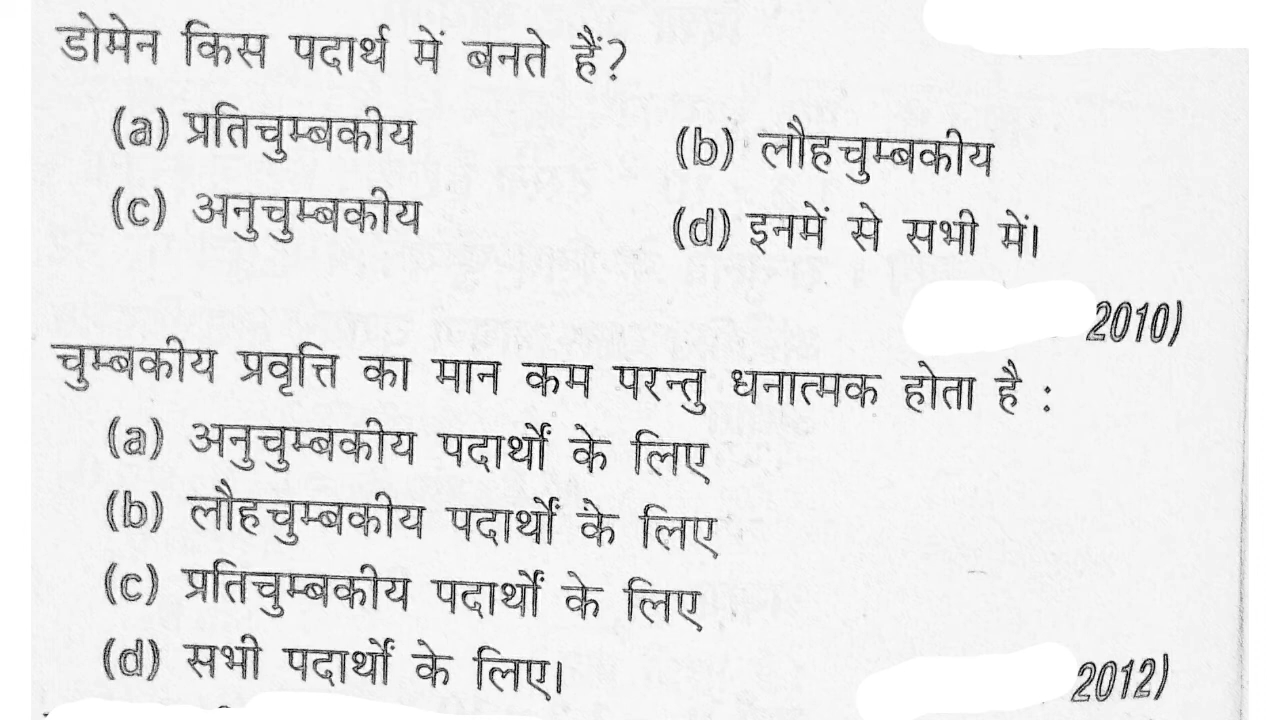 डोमेन किस पदार्थ में बनते हैं?
(a) प्रतिचुम्बकीय (b) लौहचुम्बकीय
(c) अनुचुम्बकीय (d) इनमें से सभी में।
2010)
चुम्बकीय प्रवृत्ति का मान कम परन्तु धनात्मक होता है :
(a) अनुचुम्बकीय पदार्थों के लिए
(b) लौहचुम्बकीय पदार्थों के लिए
(c) प्रतिचुम्बकीय पदार्थों के लिए
(d) सभी पदार्थों के लिए।
2012)